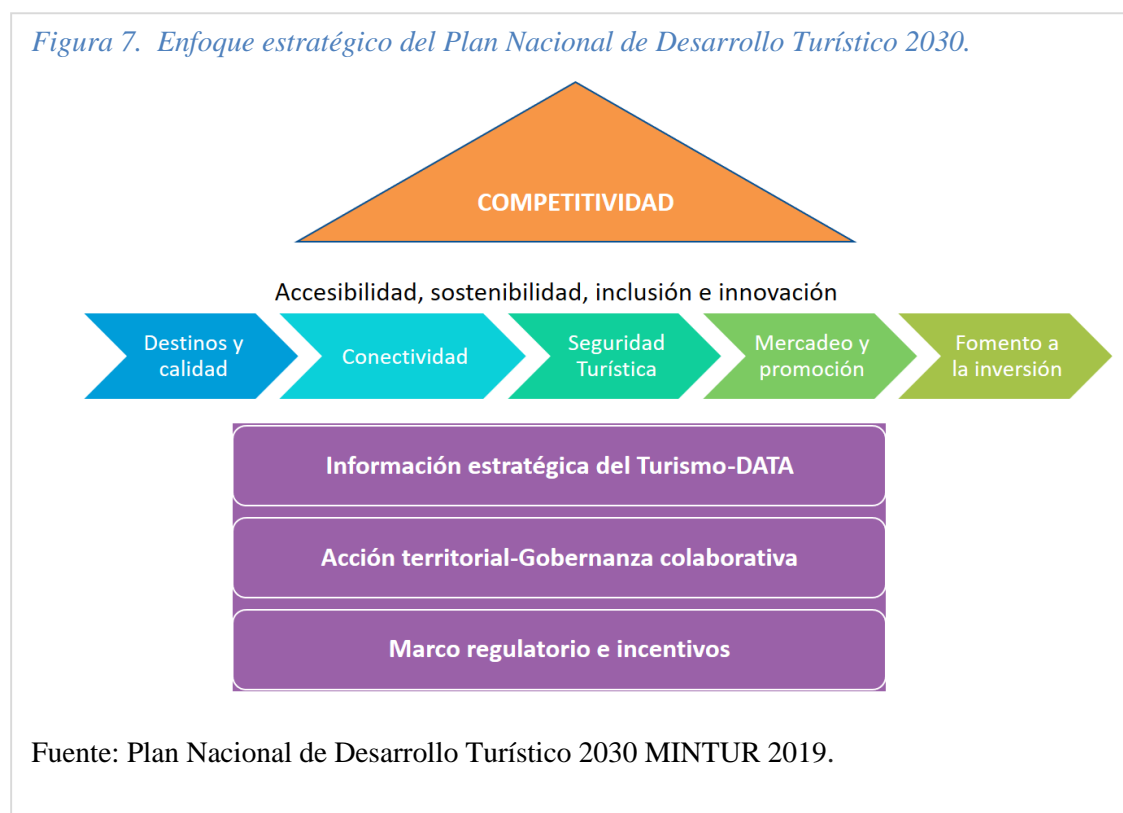 Figura 7. Enfoque estratégico del Plan Nacional de Desarrollo Turístico 2030.
COMPETITIVIDAD
Accesibilidad, sostenibilidad, inclusión e innovación
Destinos y
calidad
Conectividad
Seguridad
Turística
Mercadeo y
promoción
Fomento a
la inversión
Información estratégica del Turismo-DATA
Acción territorial-Gobernanza colaborativa
Marco regulatorio e incentivos
Fuente: Plan Nacional de Desarrollo Turístico 2030 MINTUR 2019.